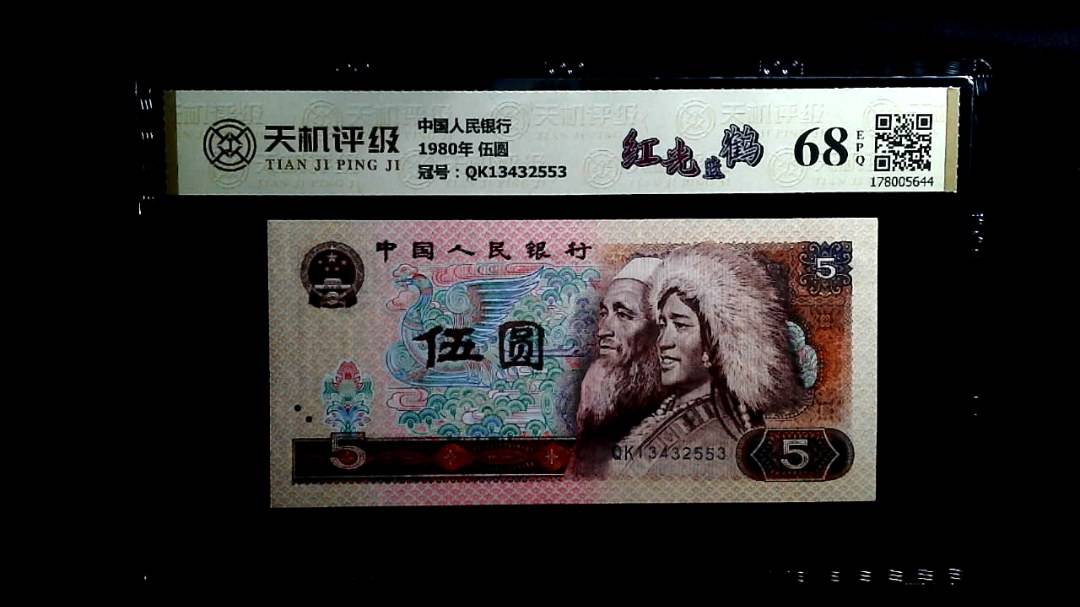 天机评级
TIAN JI PING JI
中国人民银行
1980年 伍圆
冠号：QK13432553
红光蓝鹤
68
EPQ
178005644
中国人民银行
5
伍圆
5
QK13432553
5